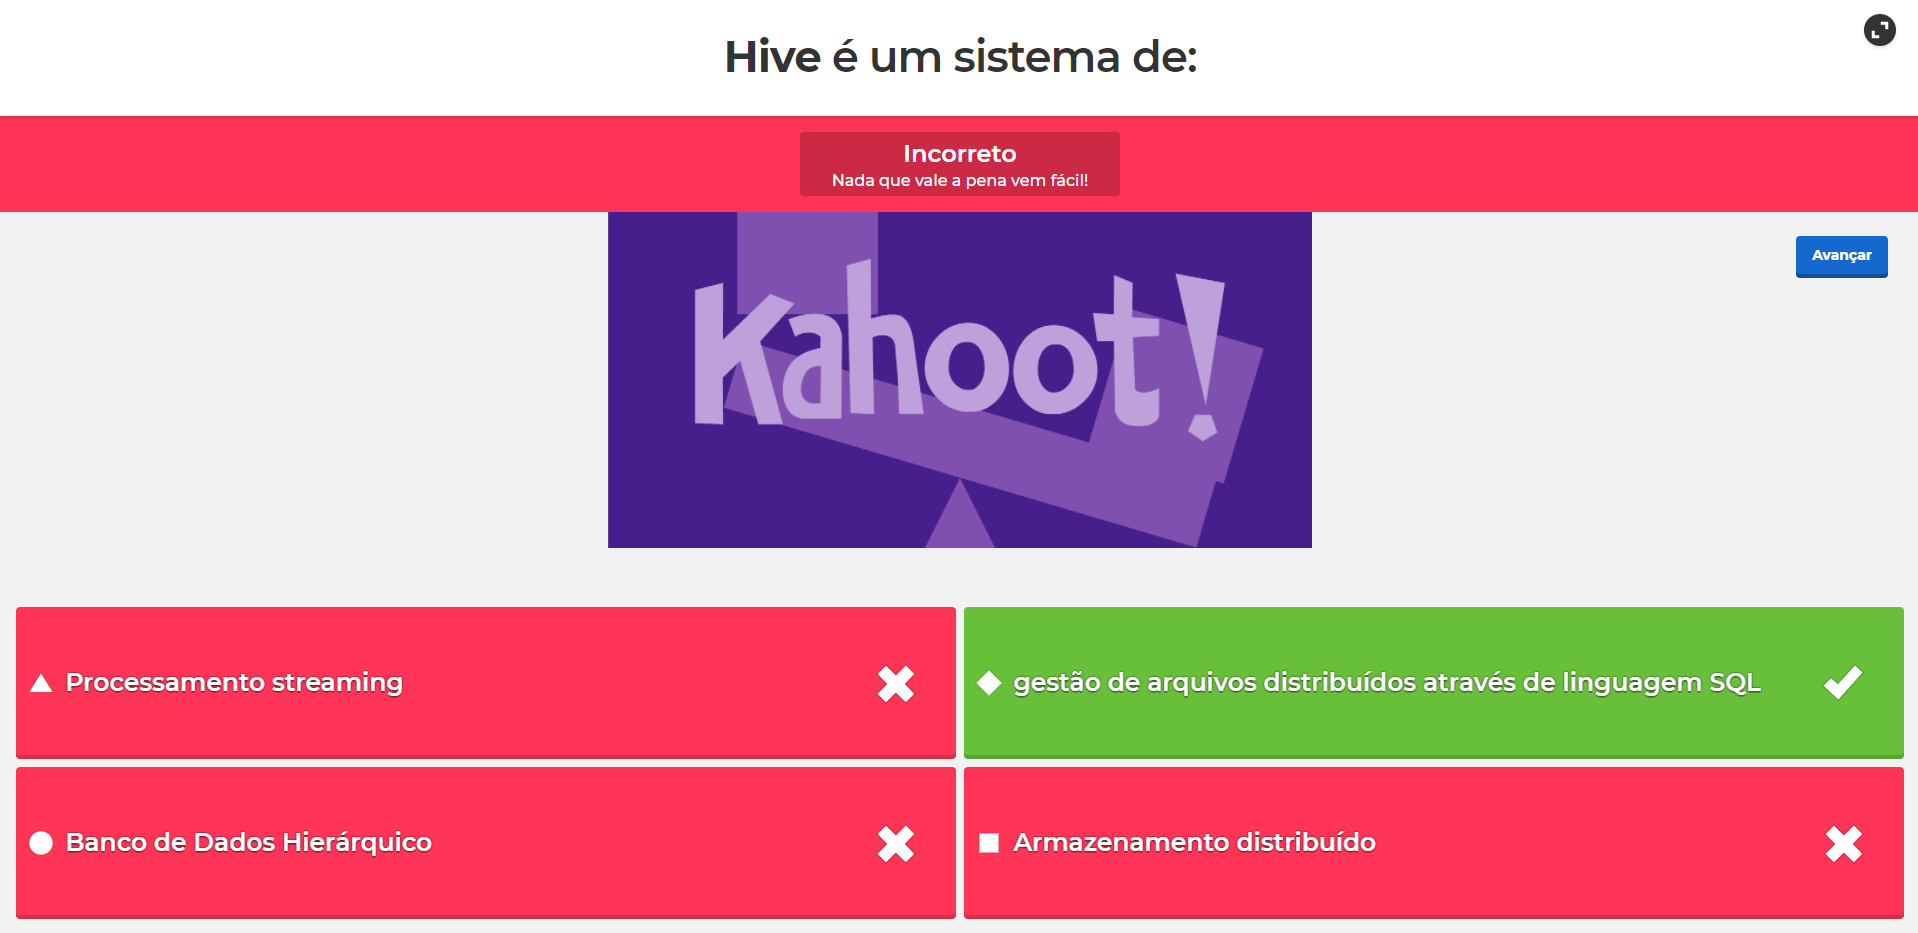 Hive é um sistema de:
Incorreto
Nada que vale a pena vem fácil!
Avançar
Kahoot!
Processamento streaming
gestão de arquivos distribuídos através de linguagem SQL
Banco de Dados Hierárquico
Armazenamento distribuído